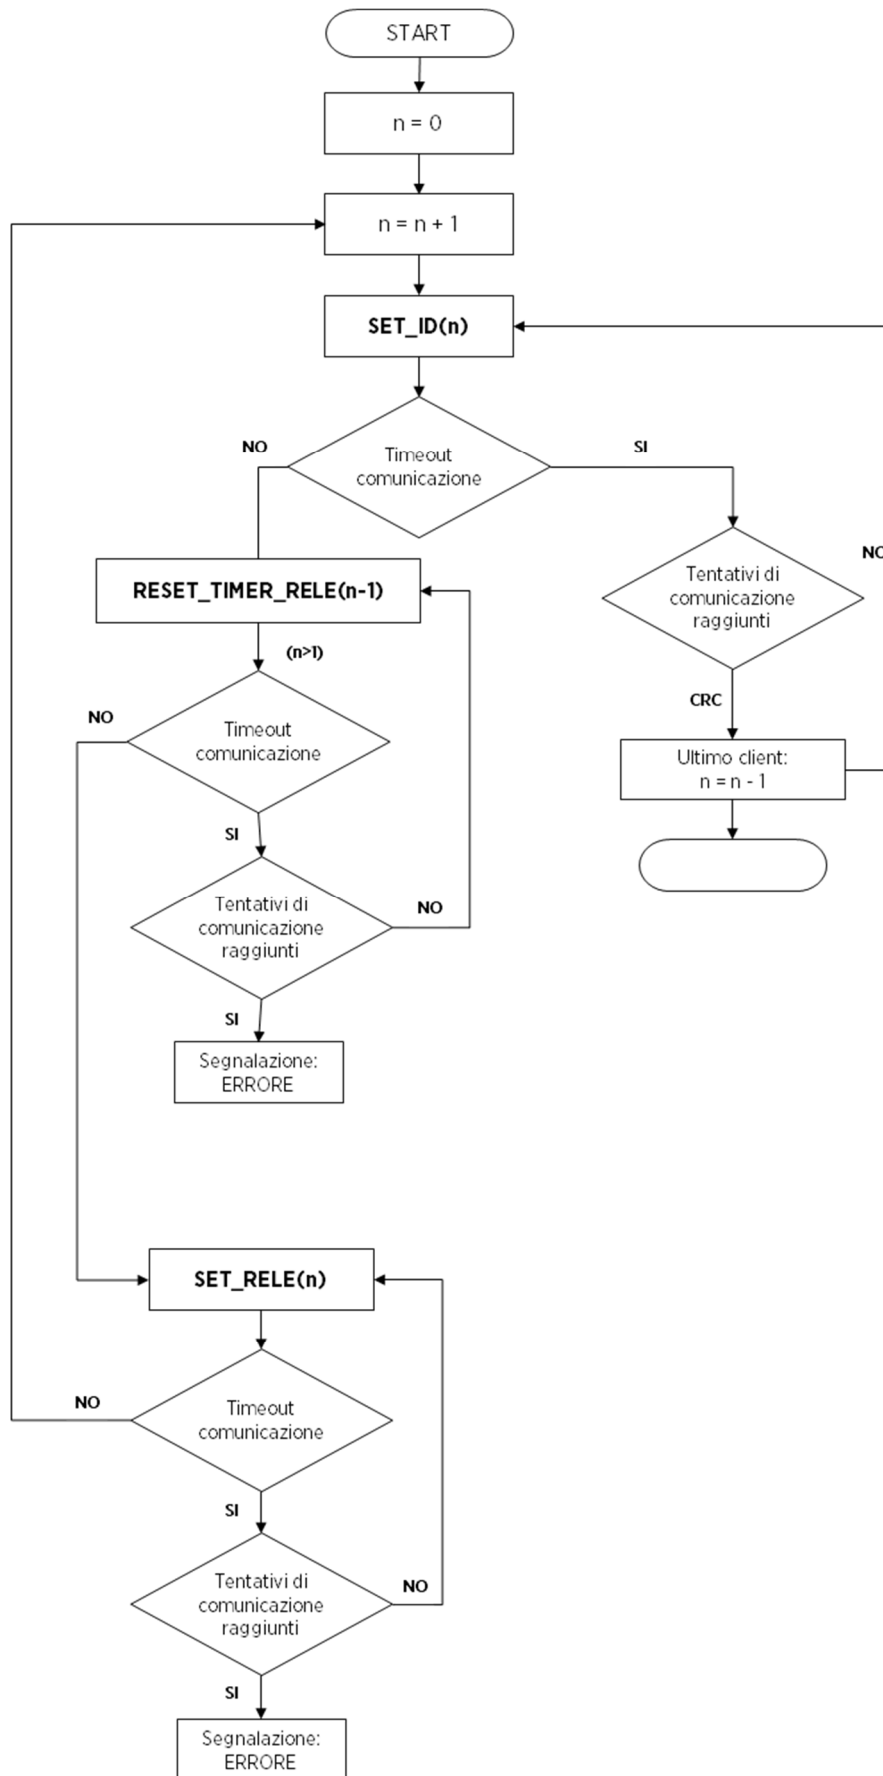 START
n = 0
n = n + 1
SET_ID(n)
NO
Timeout
comunicazione
SI
RESET_TIMER_RELE(n-1)
(n>1)
Tentativi di
comunicazione
raggiunti
NO
CRC
Ultimo client:
n = n - 1
NO
Timeout
comunicazione
SI
Tentativi di
comunicazione
raggiunti
NO
SI
Segnalazione:
ERRORE
SET_RELE(n)
NO
Timeout
comunicazione
SI
Tentativi di
comunicazione
raggiunti
NO
SI
Segnalazione:
ERRORE